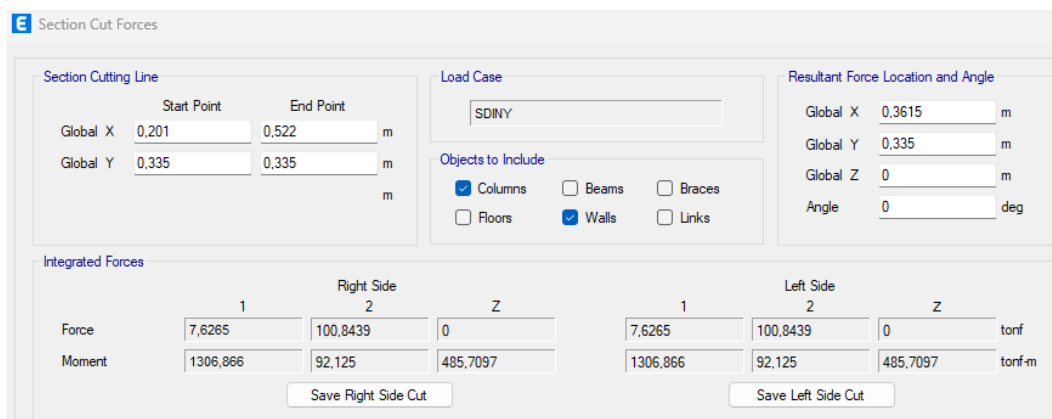 E Section Cut Forces
Section Cutting Line
Start Point End Point
Global X 0,201 0,522 m
Global Y 0,335 0,335 m
m
Load Case
SDINY
Objects to Include
Columns Beams Braces
Floors Walls Links
Resultant Force Location and Angle
Global X 0,3615 m
Global Y 0,335 m
Global Z 0 m
Angle 0 deg
Integrated Forces
Right Side Left Side
1 2 Z 1 2 Z
Force 7,6265 100,8439 0 7,6265 100,8439 0 tonf
Moment 1306,866 92,125 485,7097 1306,866 92,125 485,7097 tonf-m
Save Right Side Cut Save Left Side Cut